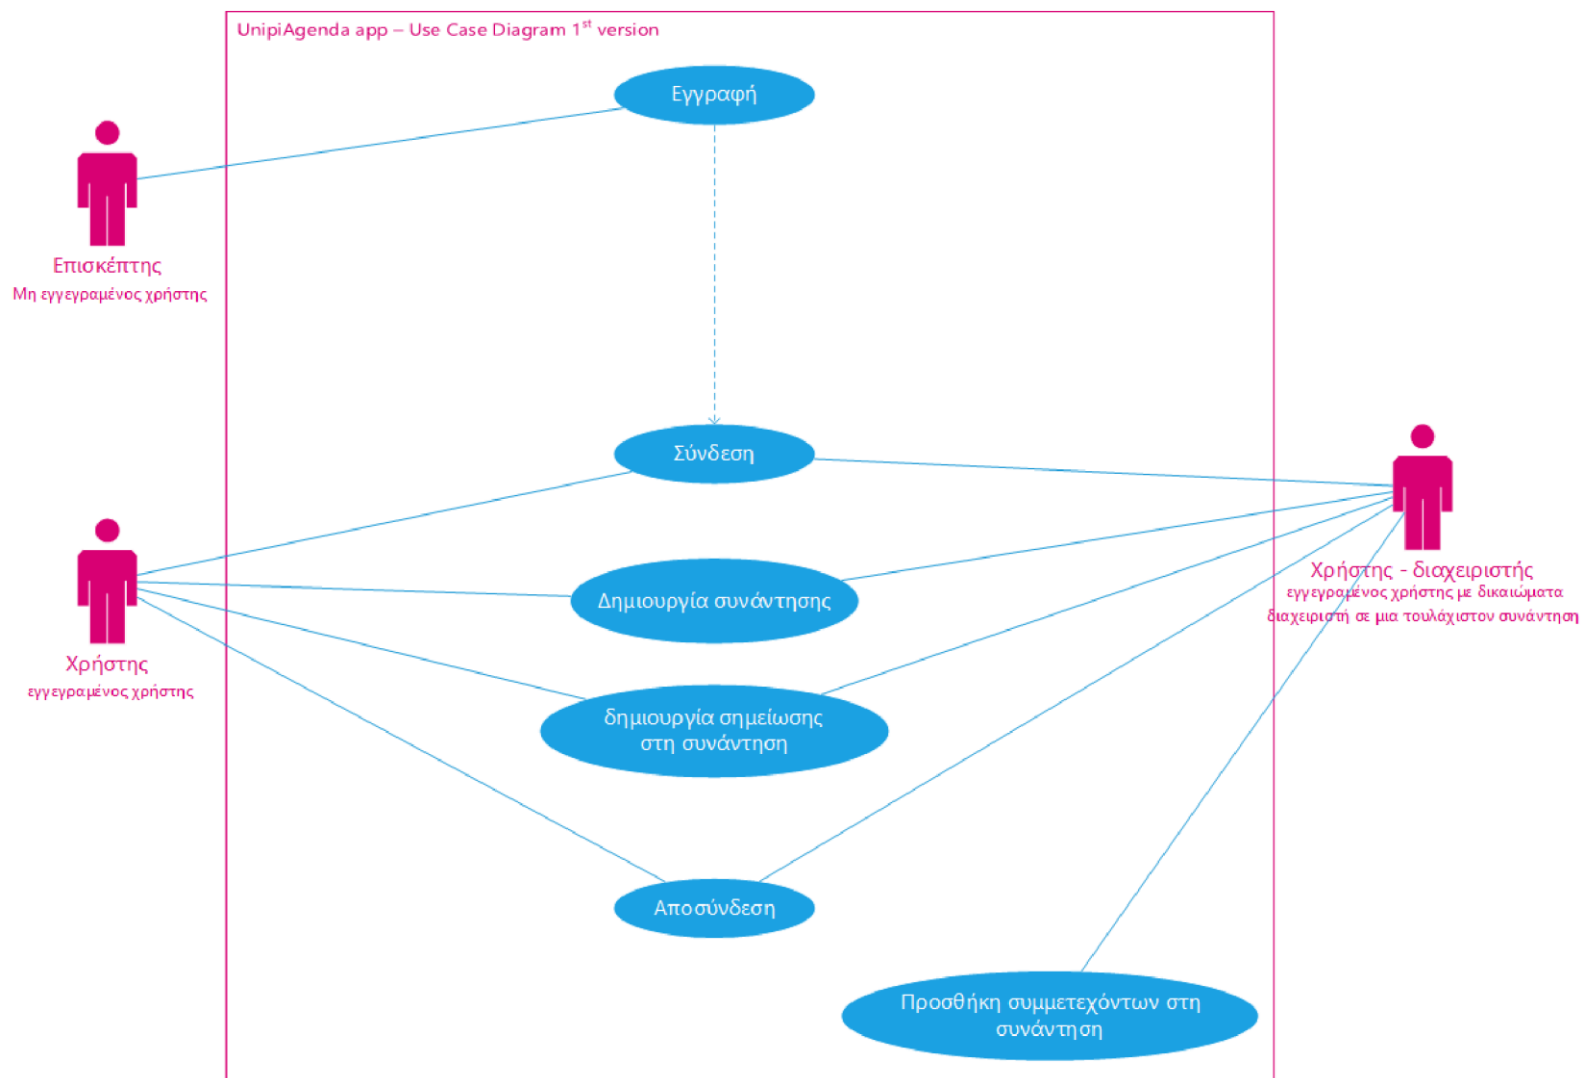 UnipiAgenda app – Use Case Diagram 1st version
Εγγραφή
Επισκέπτης
Μη εγγεγραμένος χρήστης
Σύνδεση
Χρήστης - διαχειριστής
εγγεγραμένος χρήστης με δικαιώματα
διαχειριστή σε μια τουλάχιστον συνάντηση
Δημιουργία συνάντησης
Χρήστης
εγγεγραμένος χρήστης
δημιουργία σημείωσης
στη συνάντηση
Αποσύνδεση
Προσθήκη συμμετεχόντων στη
συνάντηση